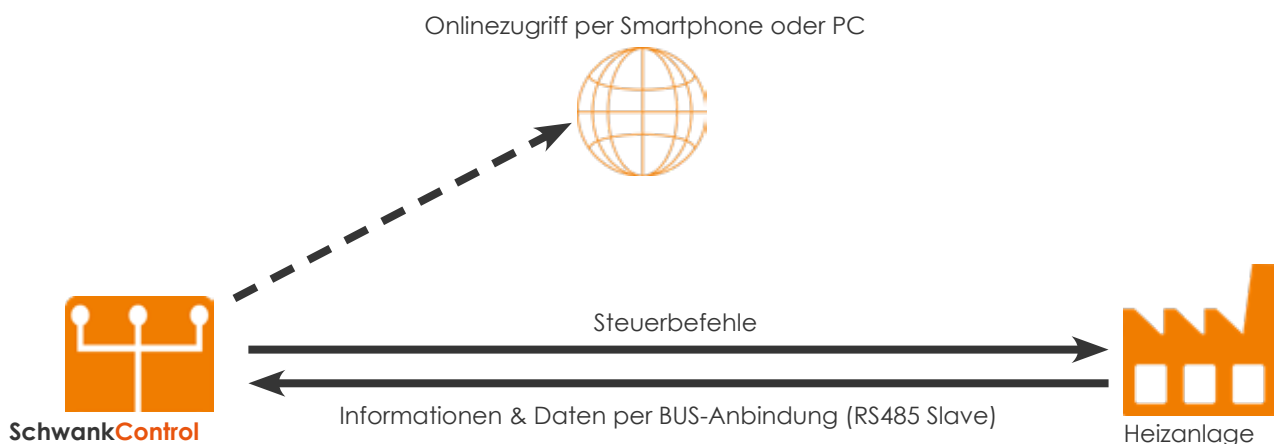 Onlinezugriff per Smartphone oder PC
Steuerbefehle
Informationen & Daten per BUS-Anbindung (RS485 Slave)
SchwankControl
Heizanlage